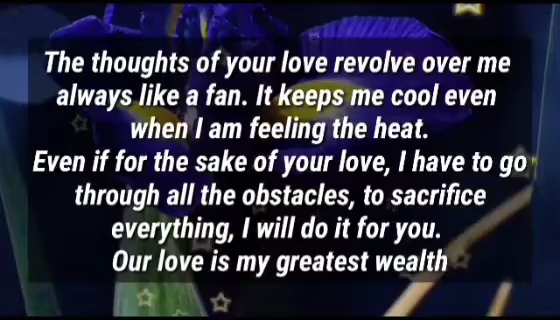 The thoughts of your love revolve over me
always like a fan. It keeps me cool even
when I am feeling the heat.
Even if for the sake of your love, I have to go
through all the obstacles, to sacrifice
everything, I will do it for you.
Our love is my greatest wealth